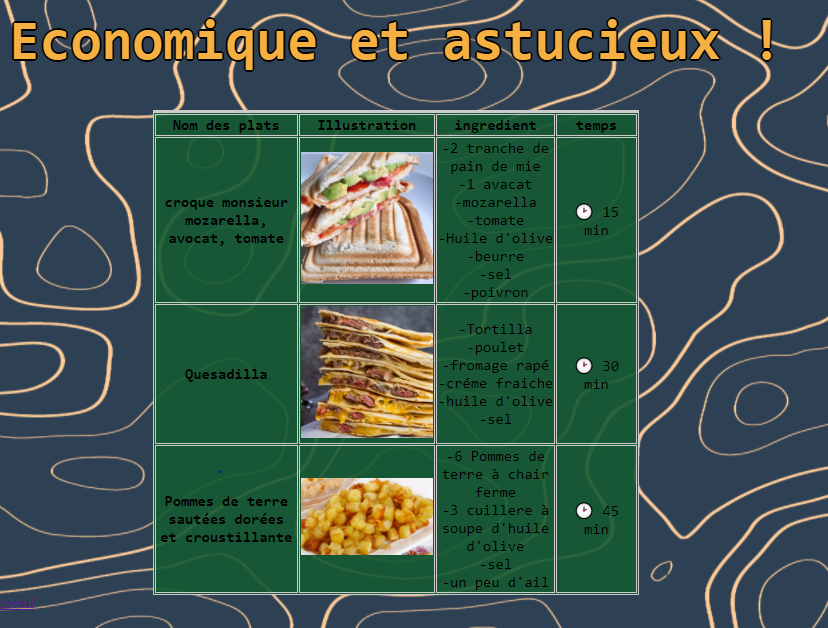 Economique et astucieux !
Nom des plats Illustration ingredient temps
croque monsieur
mozarella,
avocat, tomate
-2 tranche de
pain de mie
-1 avacat
-mozarella
-tomate
-Huile d'olive
-beurre
-sel
-poivron
15
min
Quesadilla
-Tortilla
-poulet
-fromage rapé
-créme fraiche
-huile d'olive
-sel
30
min
Pommes de terre
sautées dorées
et croustillante
-6 Pommes de
terre à chair
ferme
-3 cuillere à
soupe d'huile
d'olive
-sel
-un peu d'ail
45
min